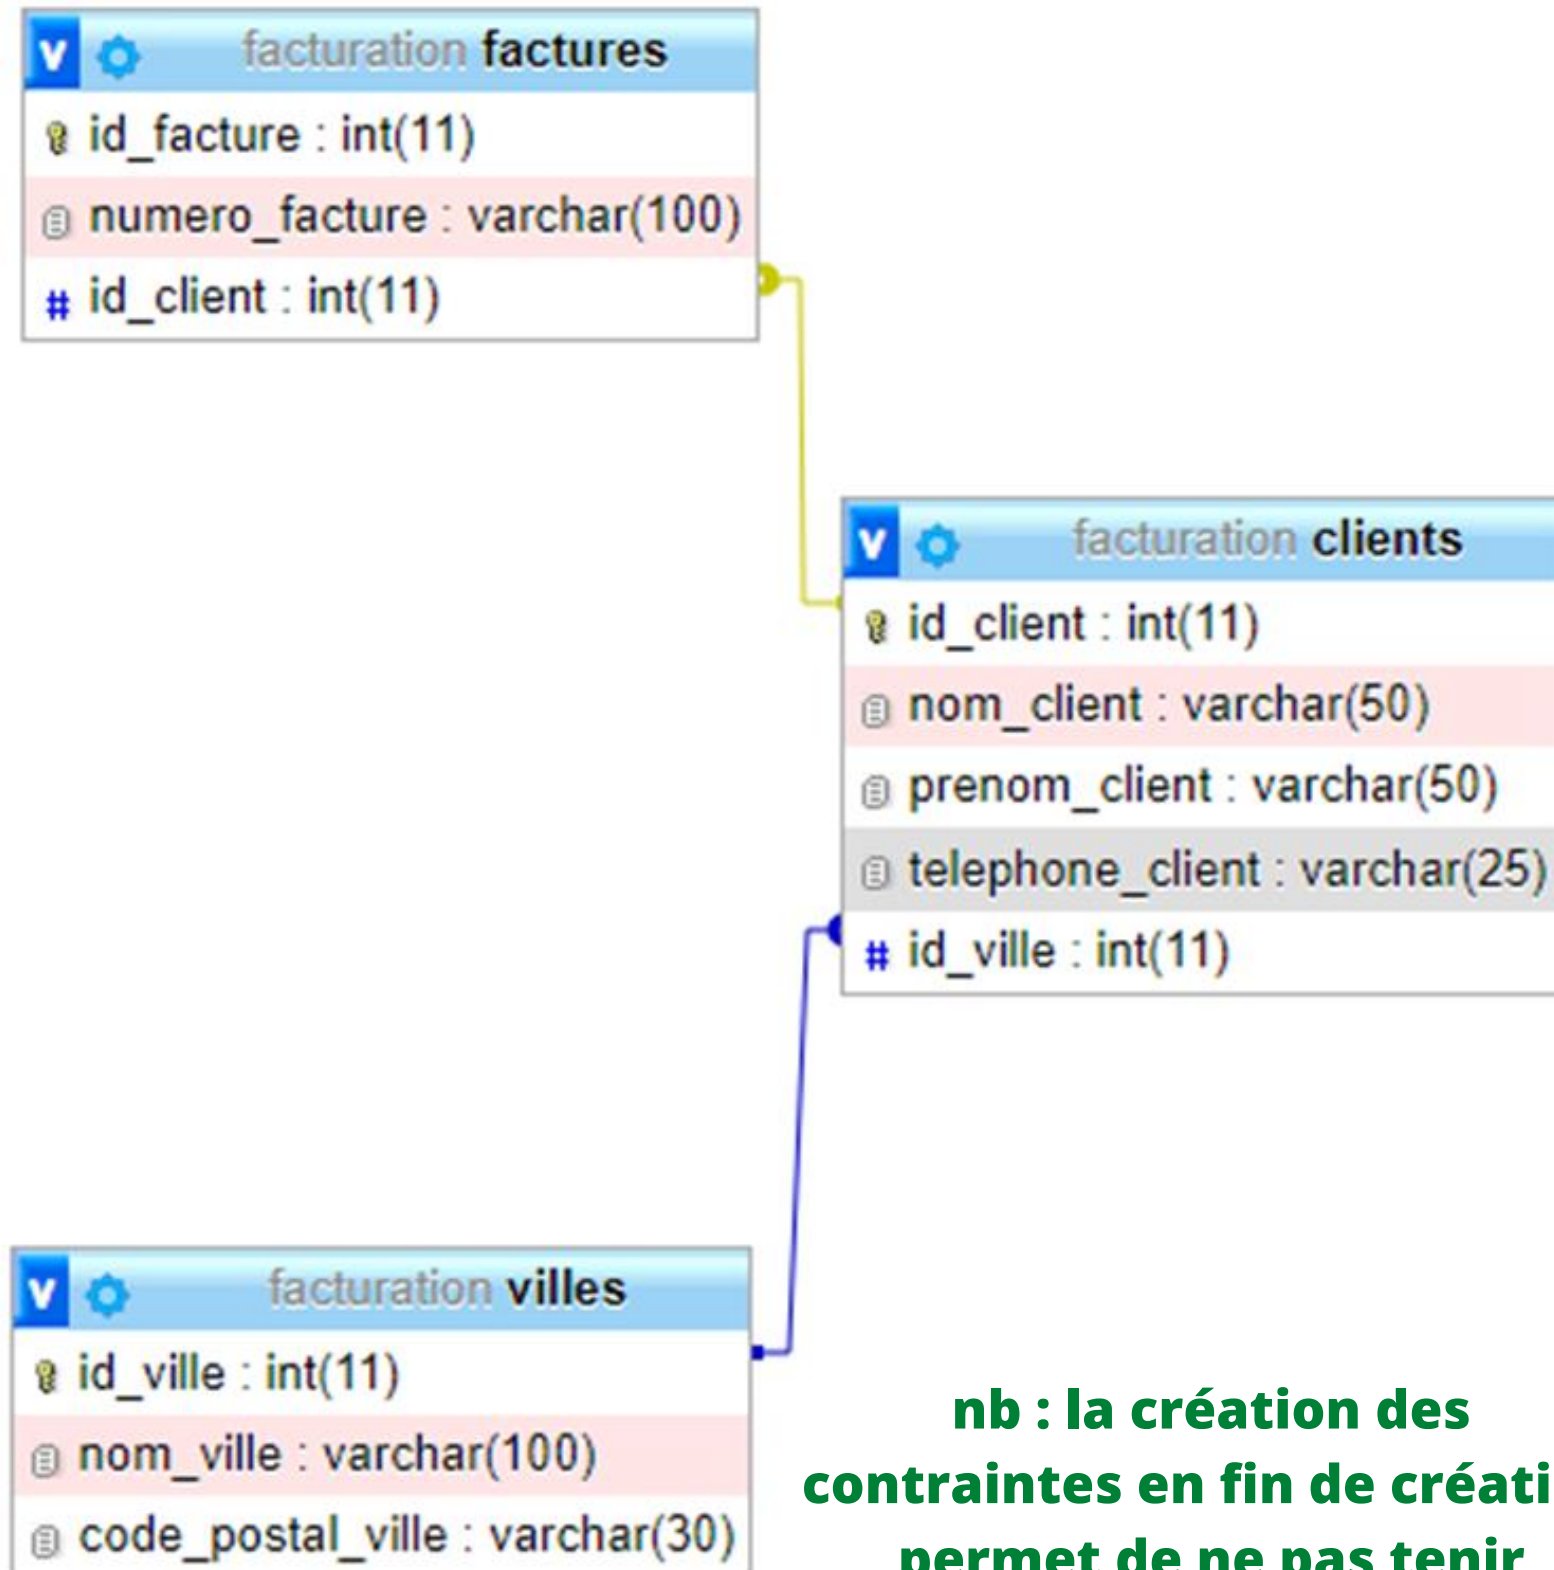 v facturation factures
id_facture : int(11)
numero_facture : varchar(100)
# id_client : int(11)
v facturation clients
id_client : int(11)
nom_client : varchar(50)
prenom_client : varchar(50)
telephone_client : varchar(25)
# id_ville : int(11)
v facturation villes
id_ville : int(11)
nom_ville : varchar(100)
code_postal_ville : varchar(30)
nb : la création des
contraintes en fin de créati
permet de ne pas tenir